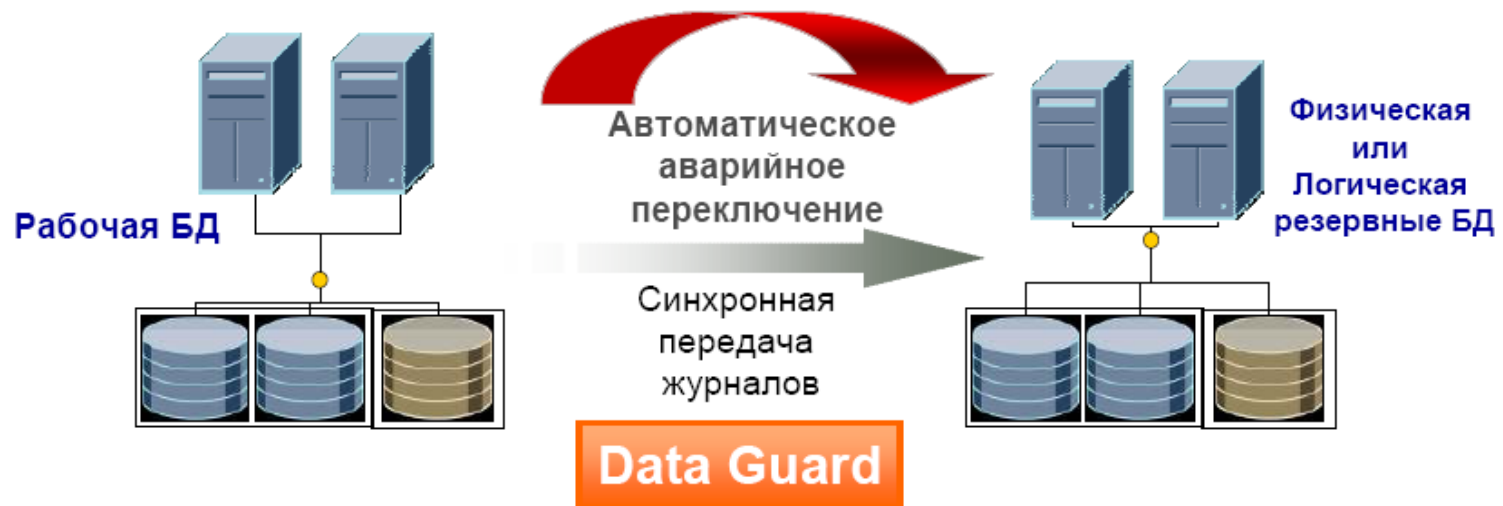 Рабочая БД
Автоматическое
аварийное
переключение
Синхронная
передача
журналов
Data Guard
Физическая
или
Логическая
резервные БД